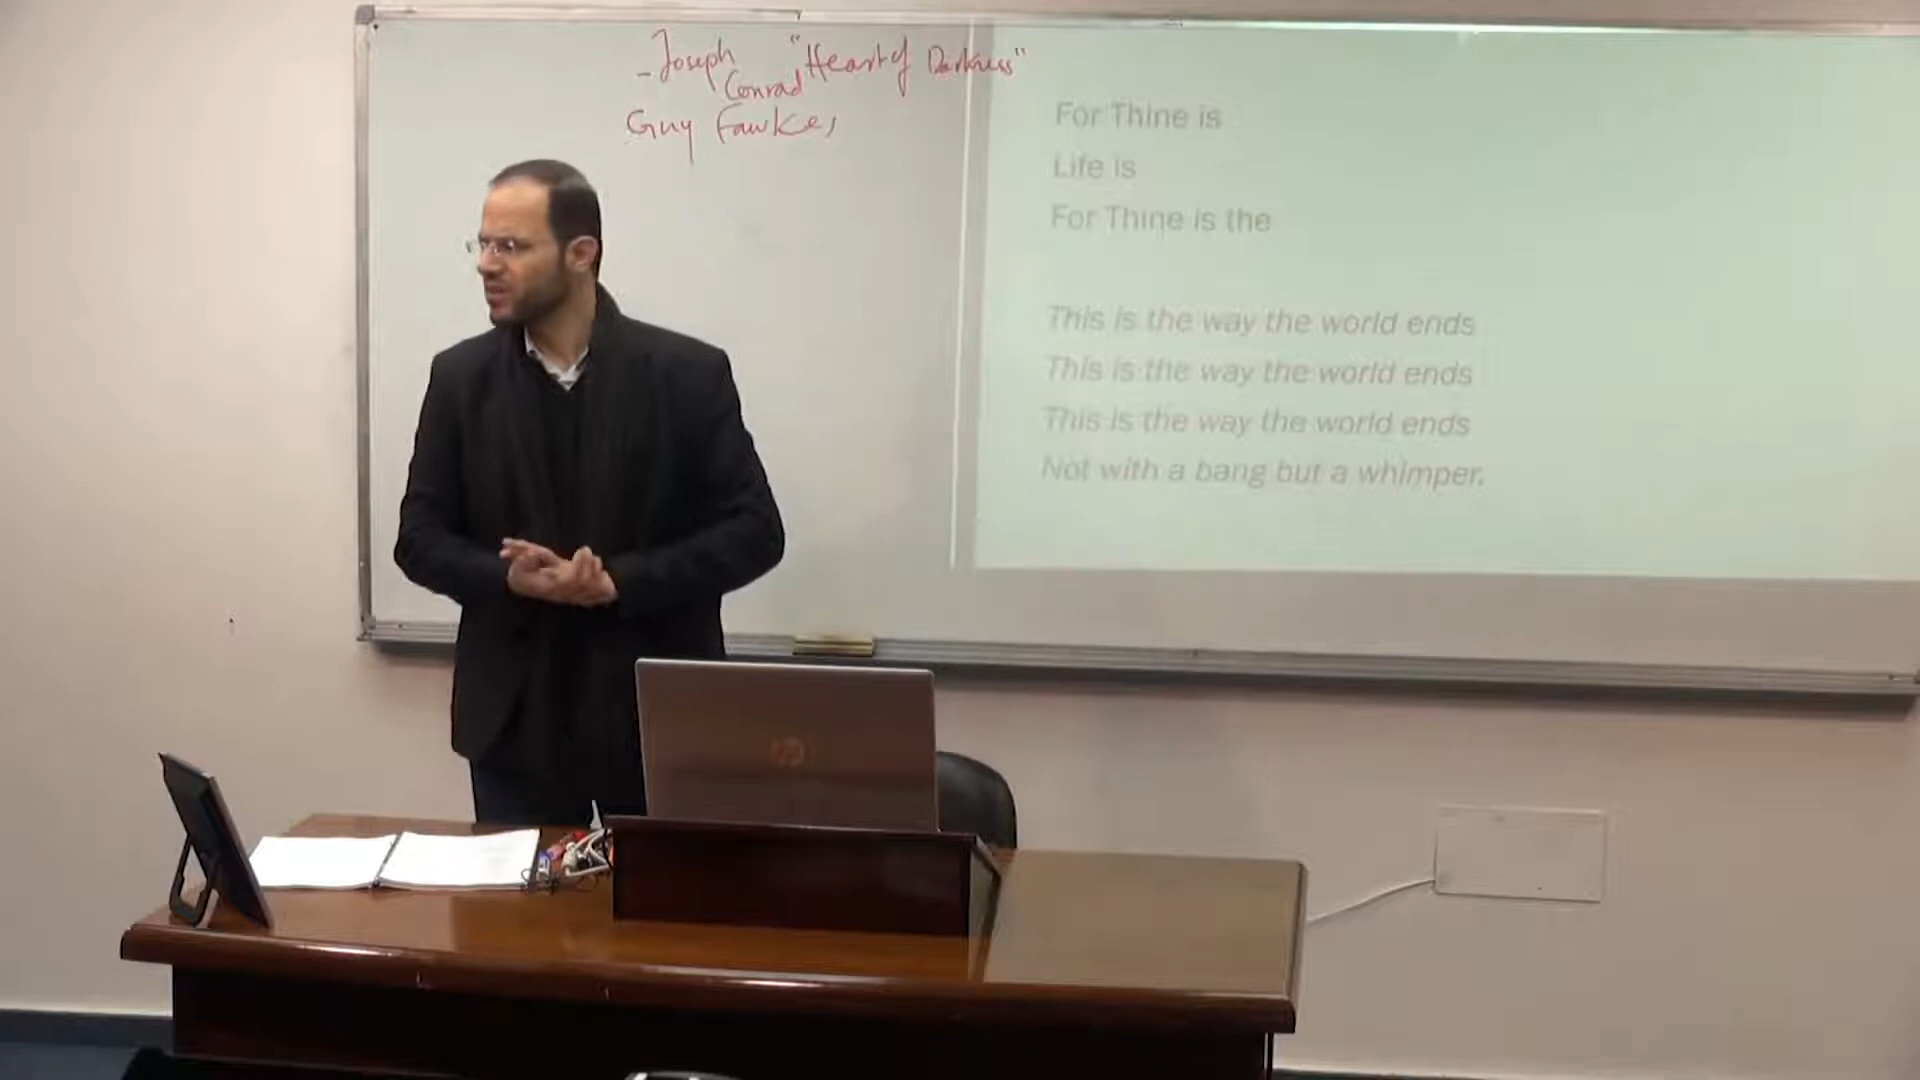 - Joseph "Heart of Darkness"
Conrad
Guy Fawkes
For Thine is
Life is
For Thine is the
This is the way the world ends
This is the way the world ends
This is the way the world ends
Not with a bang but a whimper.
hp